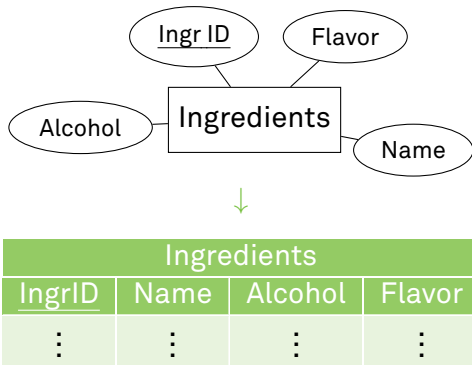 Ingr ID
Flavor
Alcohol
Ingredients
Name
↓
Ingredients
IngrID Name Alcohol Flavor
⋮ ⋮ ⋮ ⋮